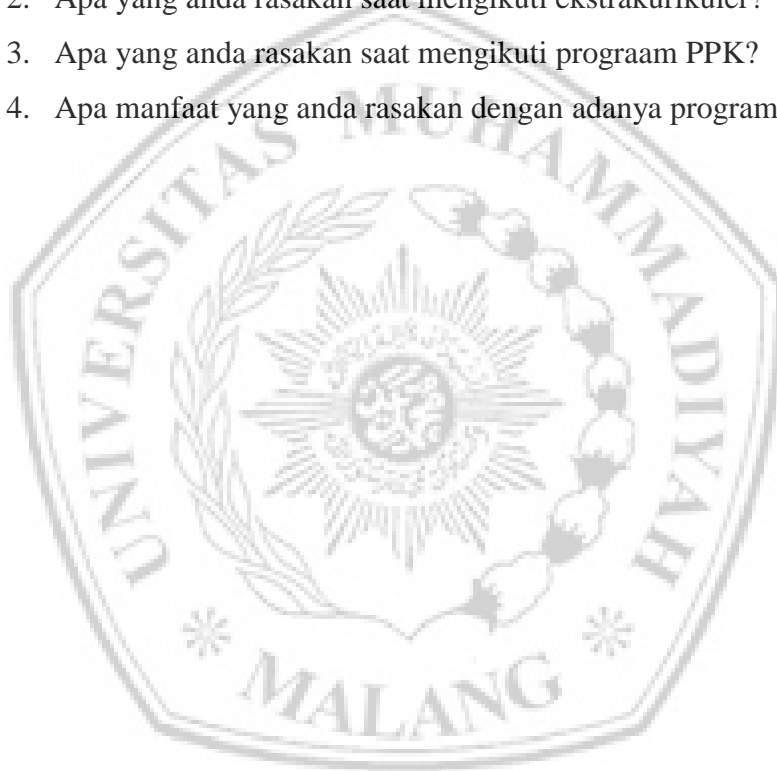 2. Apa yang anda rasakan saat mengikuti ekstrakurikuler?
3. Apa yang anda rasakan saat mengikuti prograam PPK?
4. Apa manfaat yang anda rasakan dengan adanya program
UNIVERSITAS MUHAMMADIYAH
MALANG